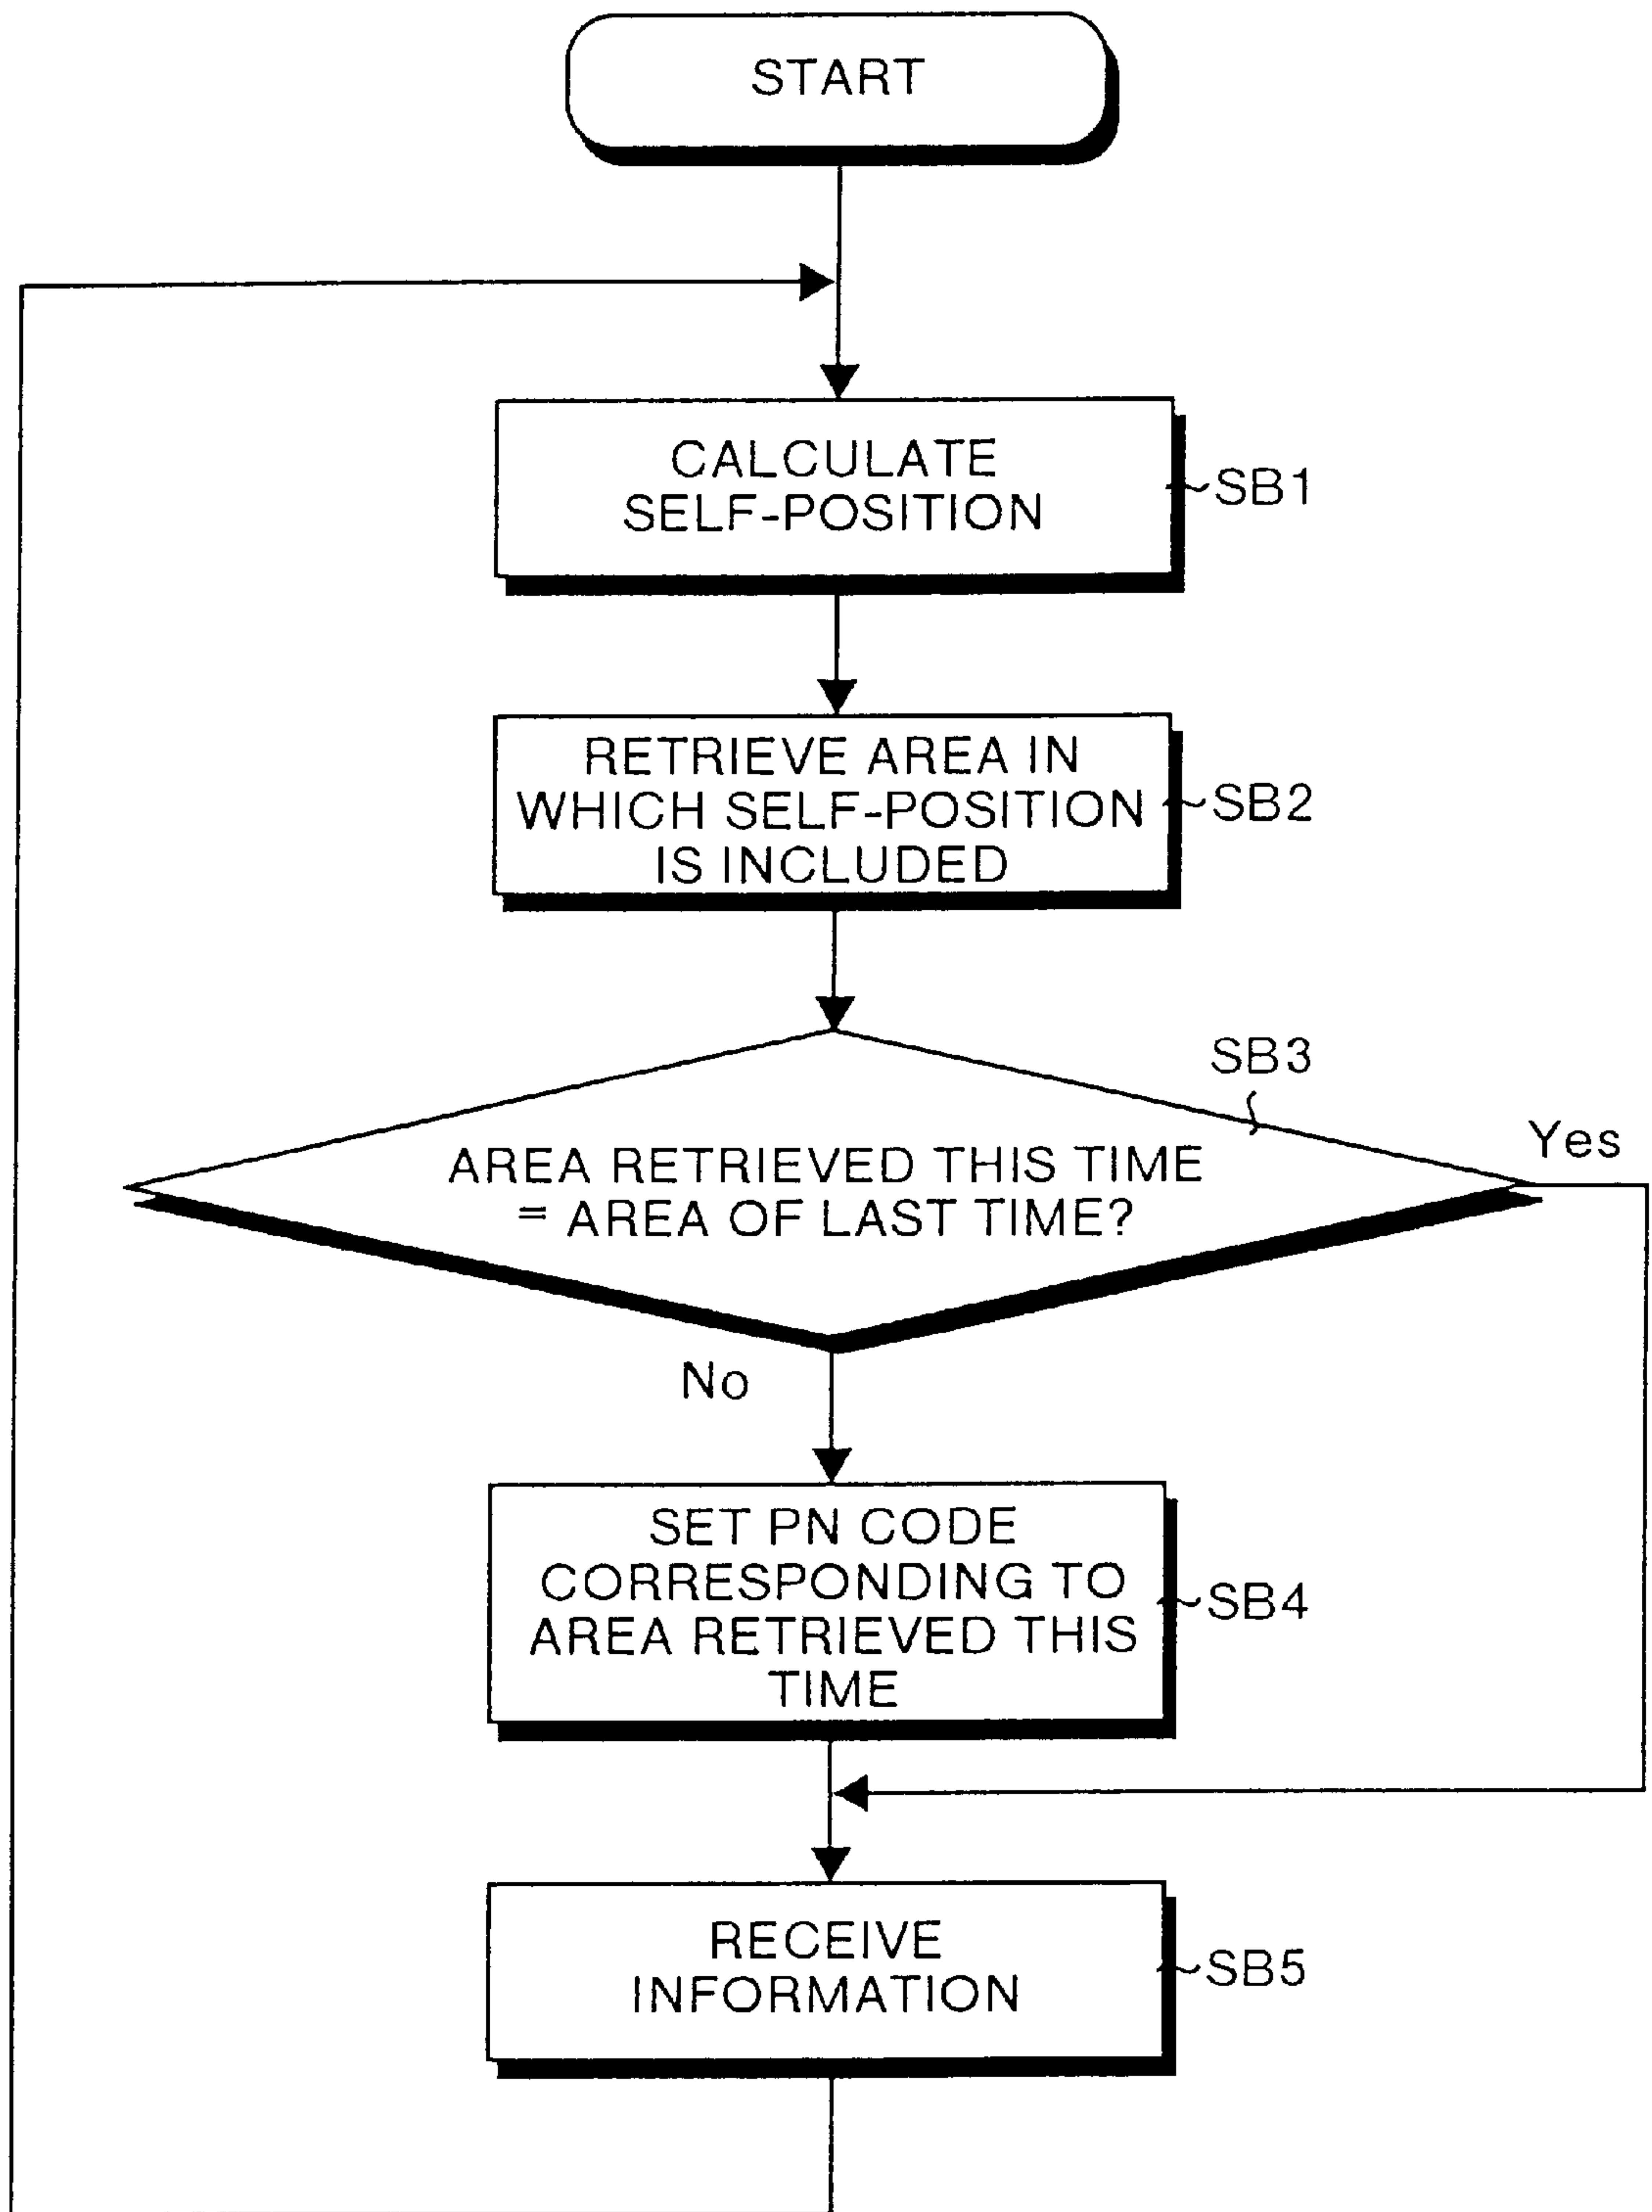 START
CALCULATE
SELF-POSITION
SB1
RETRIEVE AREA IN
WHICH SELF-POSITION
IS INCLUDED
SB2
SB3
Yes
AREA RETRIEVED THIS TIME
= AREA OF LAST TIME?
No
SET PN CODE
CORRESPONDING TO
AREA RETRIEVED THIS
TIME
SB4
RECEIVE
INFORMATION
SB5